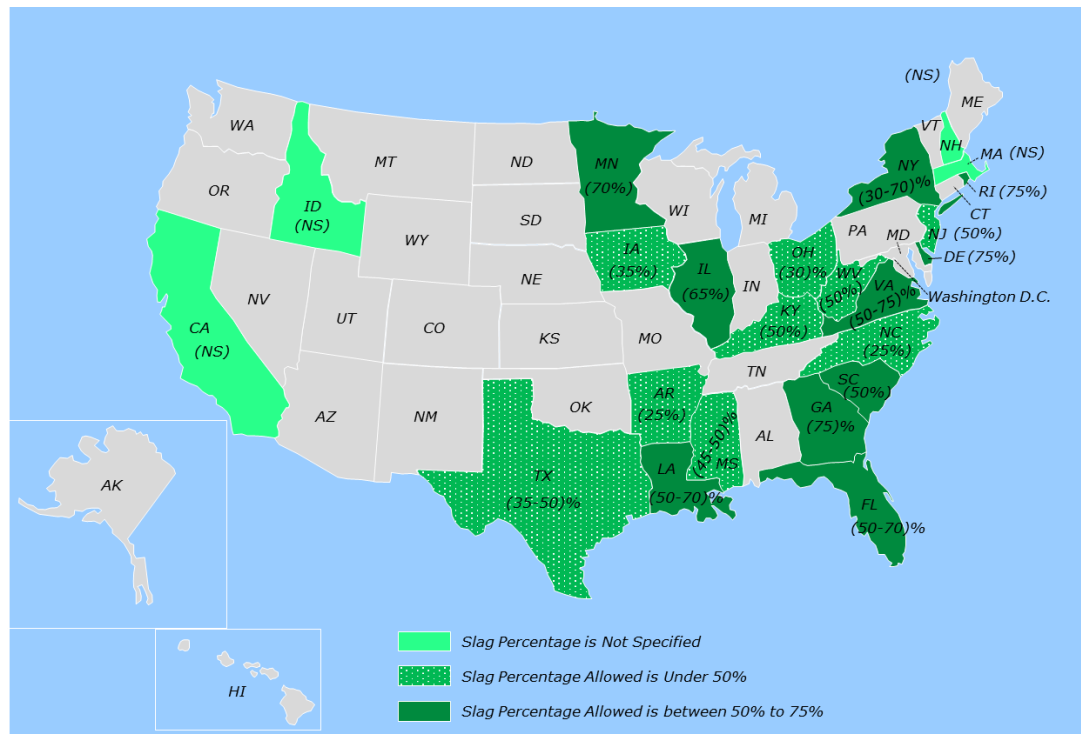 (NS)
ME
WA
VT
NH
MT
ND
MN
(70%)
MA (NS)
NY
(30-70)%
RI (75%)
OR
ID
(NS)
SD
WI
MI
CT
WY
PA
MD
NJ (50%)
IA
(35%)
OH
(30)%
DE (75%)
NE
IL
(65%)
IN
WV
(50%)
VA
(50-75)%
Washington D.C.
NV
UT
CO
CA
(NS)
KS
MO
KY
(50%)
NC
(25%)
TN
SC
(50%)
AZ
NM
OK
AR
(25%)
GA
(75)%
(45-50)%
MS
AL
TX
(35-50)%
LA
(50-70)%
FL
(50-70)%
AK
HI
Slag Percentage is Not Specified
Slag Percentage Allowed is Under 50%
Slag Percentage Allowed is between 50% to 75%